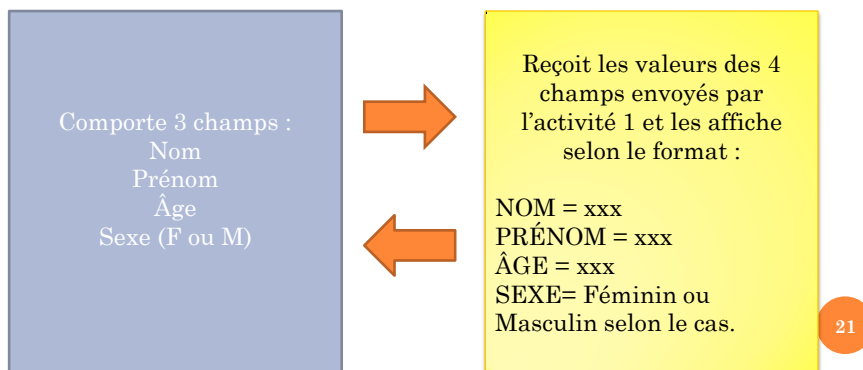 Comporte 3 champs :
Nom
Prénom
Âge
Sexe (F ou M)
Reçoit les valeurs des 4
champs envoyés par
l'activité 1 et les affiche
selon le format :
NOM = xxx
PRÉNOM = xxx
ÂGE = xxx
SEXE= Féminin ou
Masculin selon le cas.
21